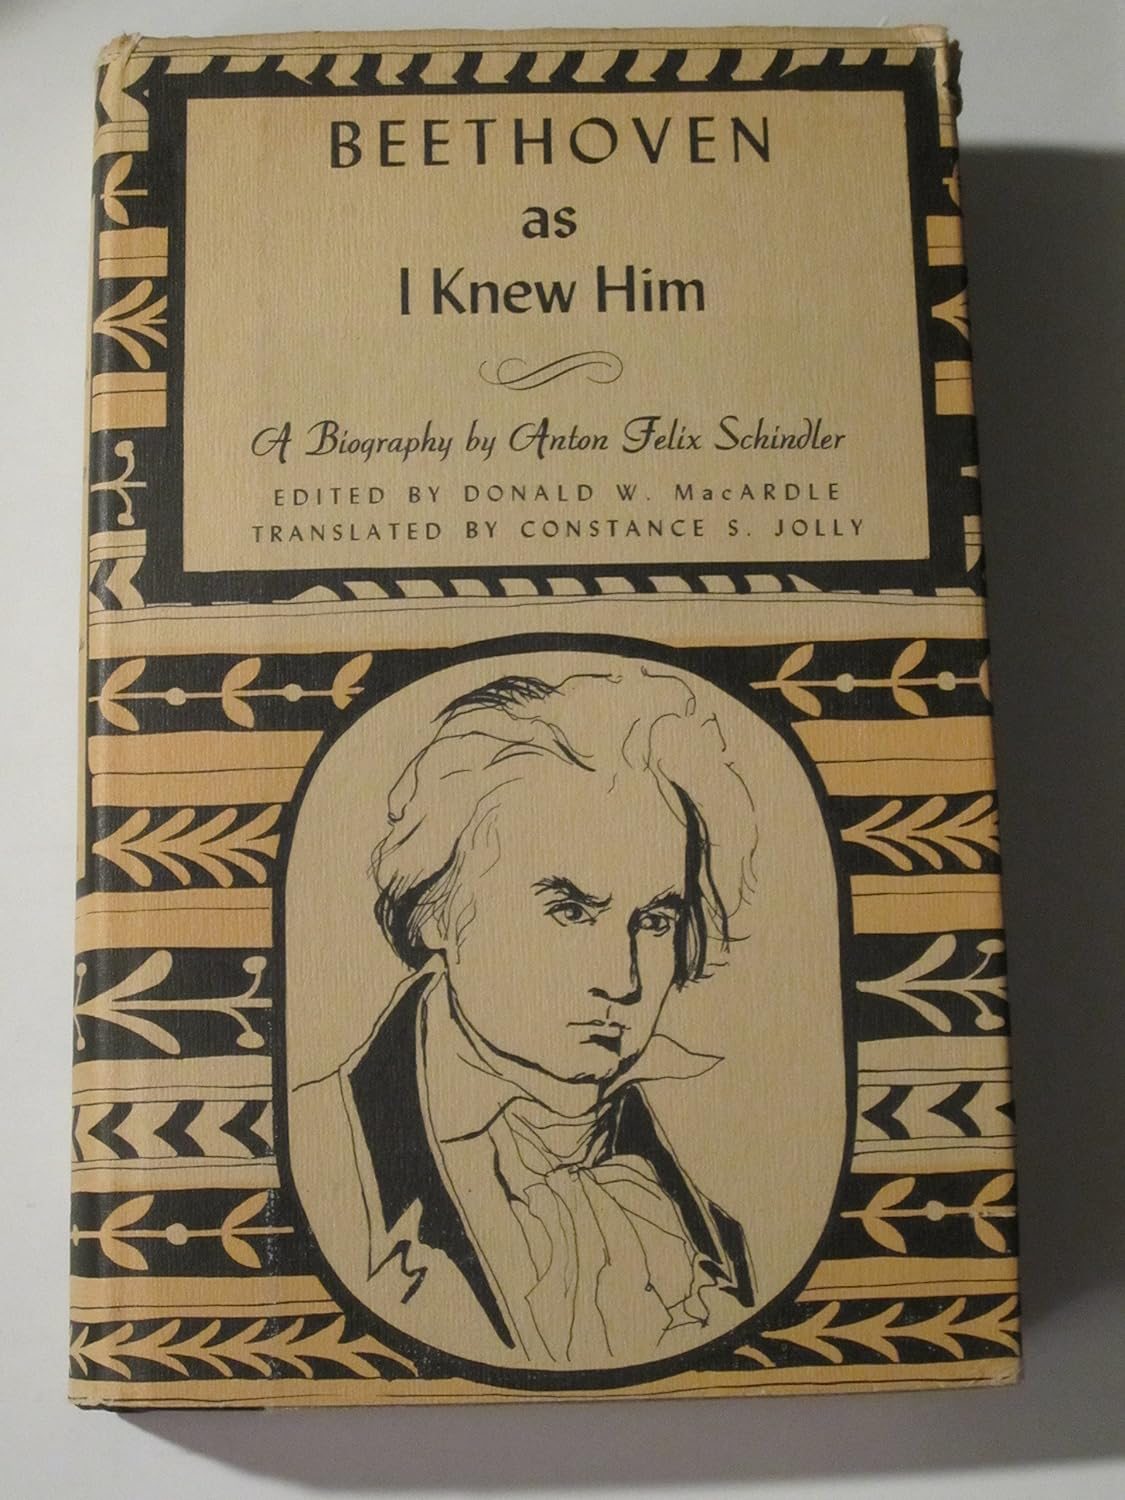 BEETHOVEN
as
I Knew Him
A Biography by Anton Felix Schindler
EDITED BY DONALD W. MacARDLE
TRANSLATED BY CONSTANCE S. JOLLY